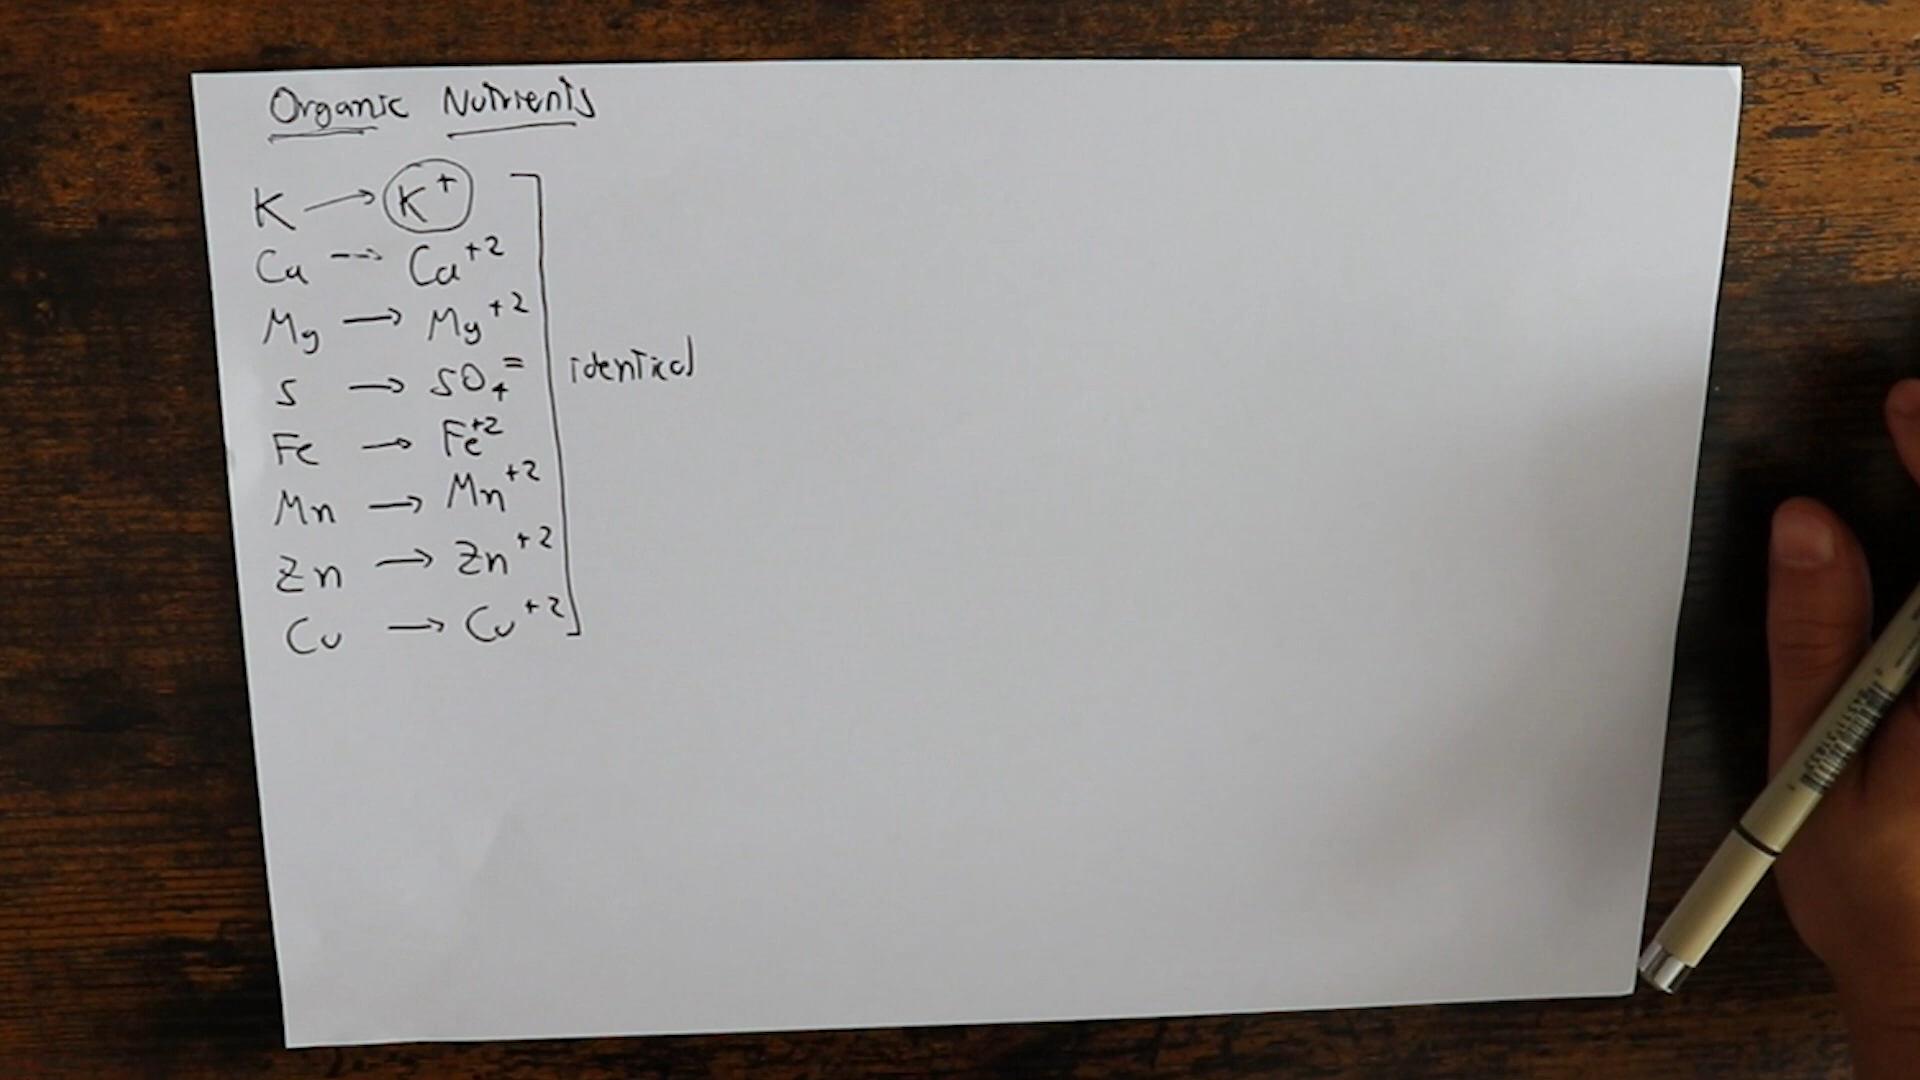 Organic Nutrients
K → K+
Ca → Ca+2
Mg → Mg+2
S → SO4=
identical
Fe → Fe+2
Mn → Mn+2
Zn → Zn+2
Cu → Cu+2